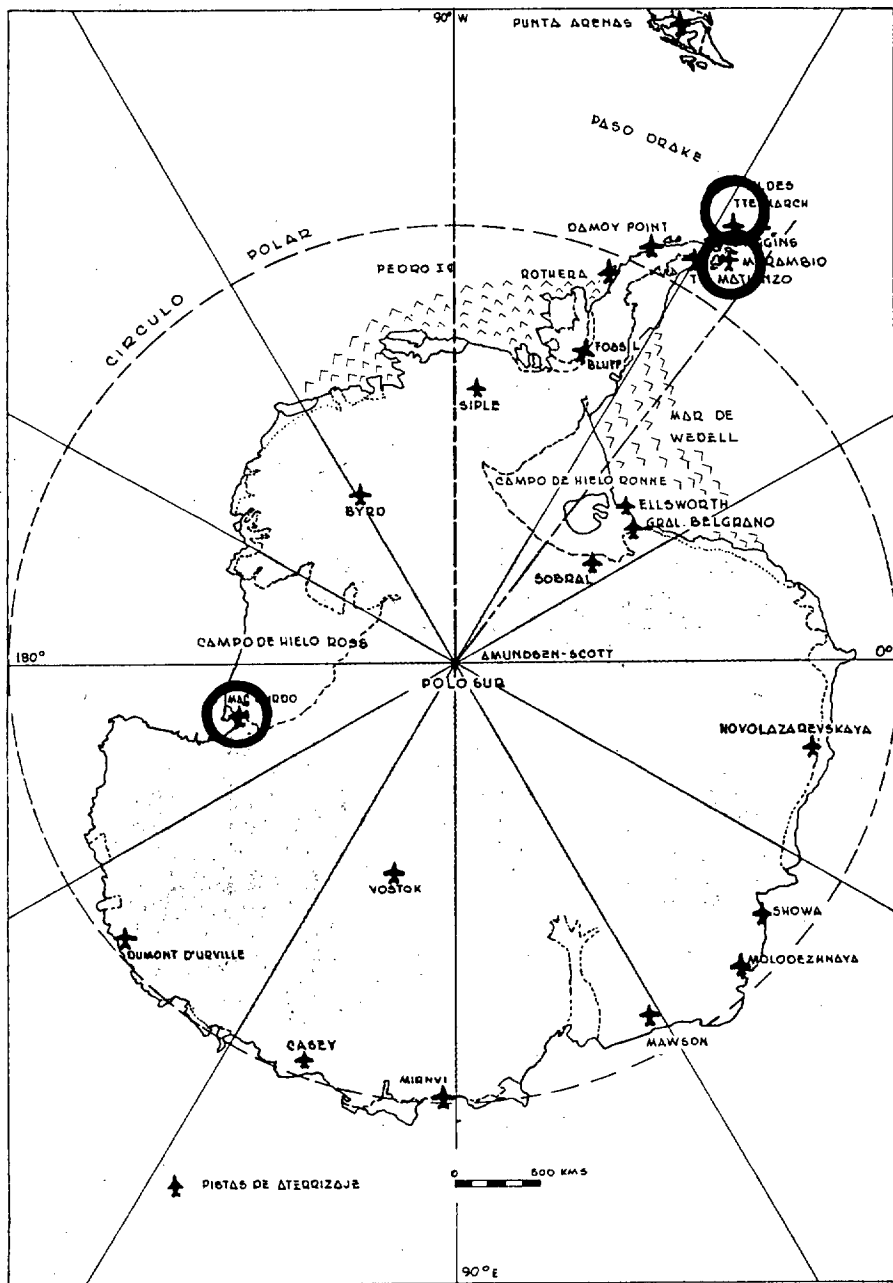 90° W
PUNTA ARENAS
PASO DRAKE
TTE MARCH
DAMOY POINT
CIRCULO POLAR
PEDRO Iº
ROTHERA
MARAMBIO
FOSSIL
BLUFF
SIPLE
MAR DE
WEDELL
CAMPO DE HIELO RONNE
BYRD
ELLSWORTH
GRAL. BELGRANO
SOBRAL
CAMPO DE HIELO ROSS
180°
AMUNDSEN-SCOTT
0°
POLO SUR
NOVOLAZAREVSKAYA
VOSTOK
SHOWA
DUMONT D'URVILLE
MOLODEZHNAYA
MAWSON
CASEY
MIRNYI
0 500 KMS
PISTAS DE ATERRIZAJE
90° E